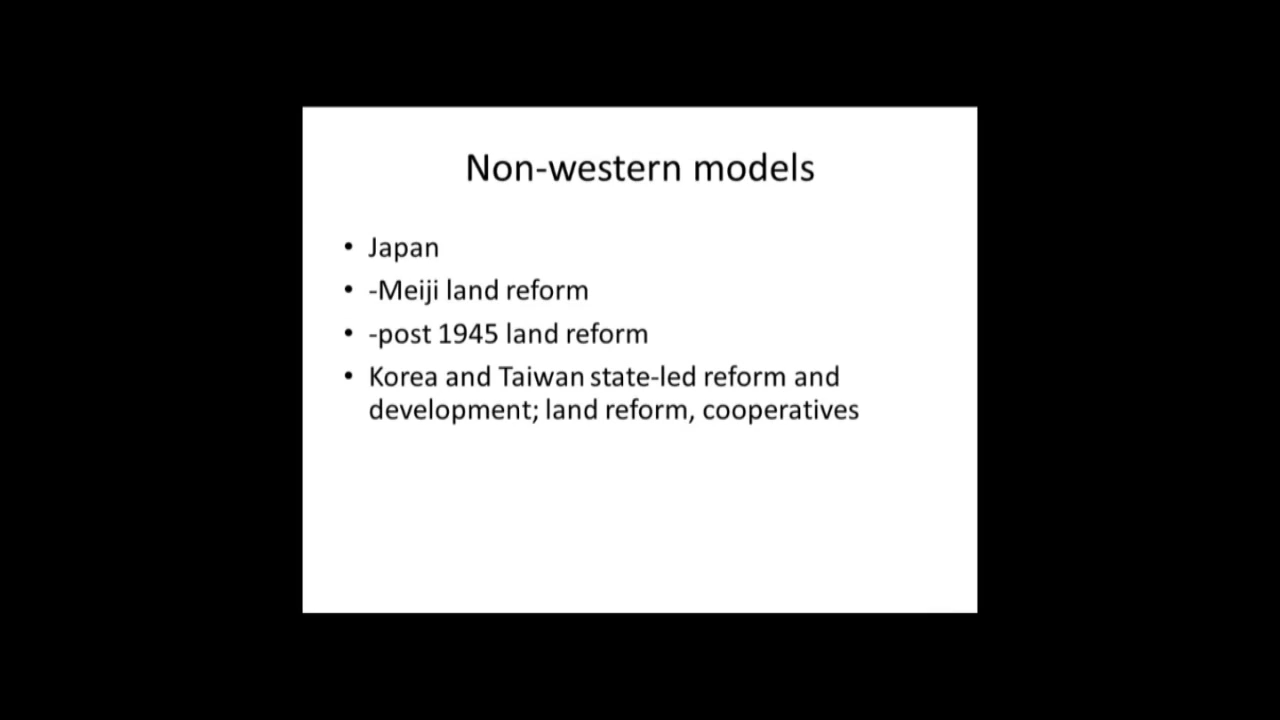 Non-western models
• Japan
• -Meiji land reform
• -post 1945 land reform
• Korea and Taiwan state-led reform and
development; land reform, cooperatives